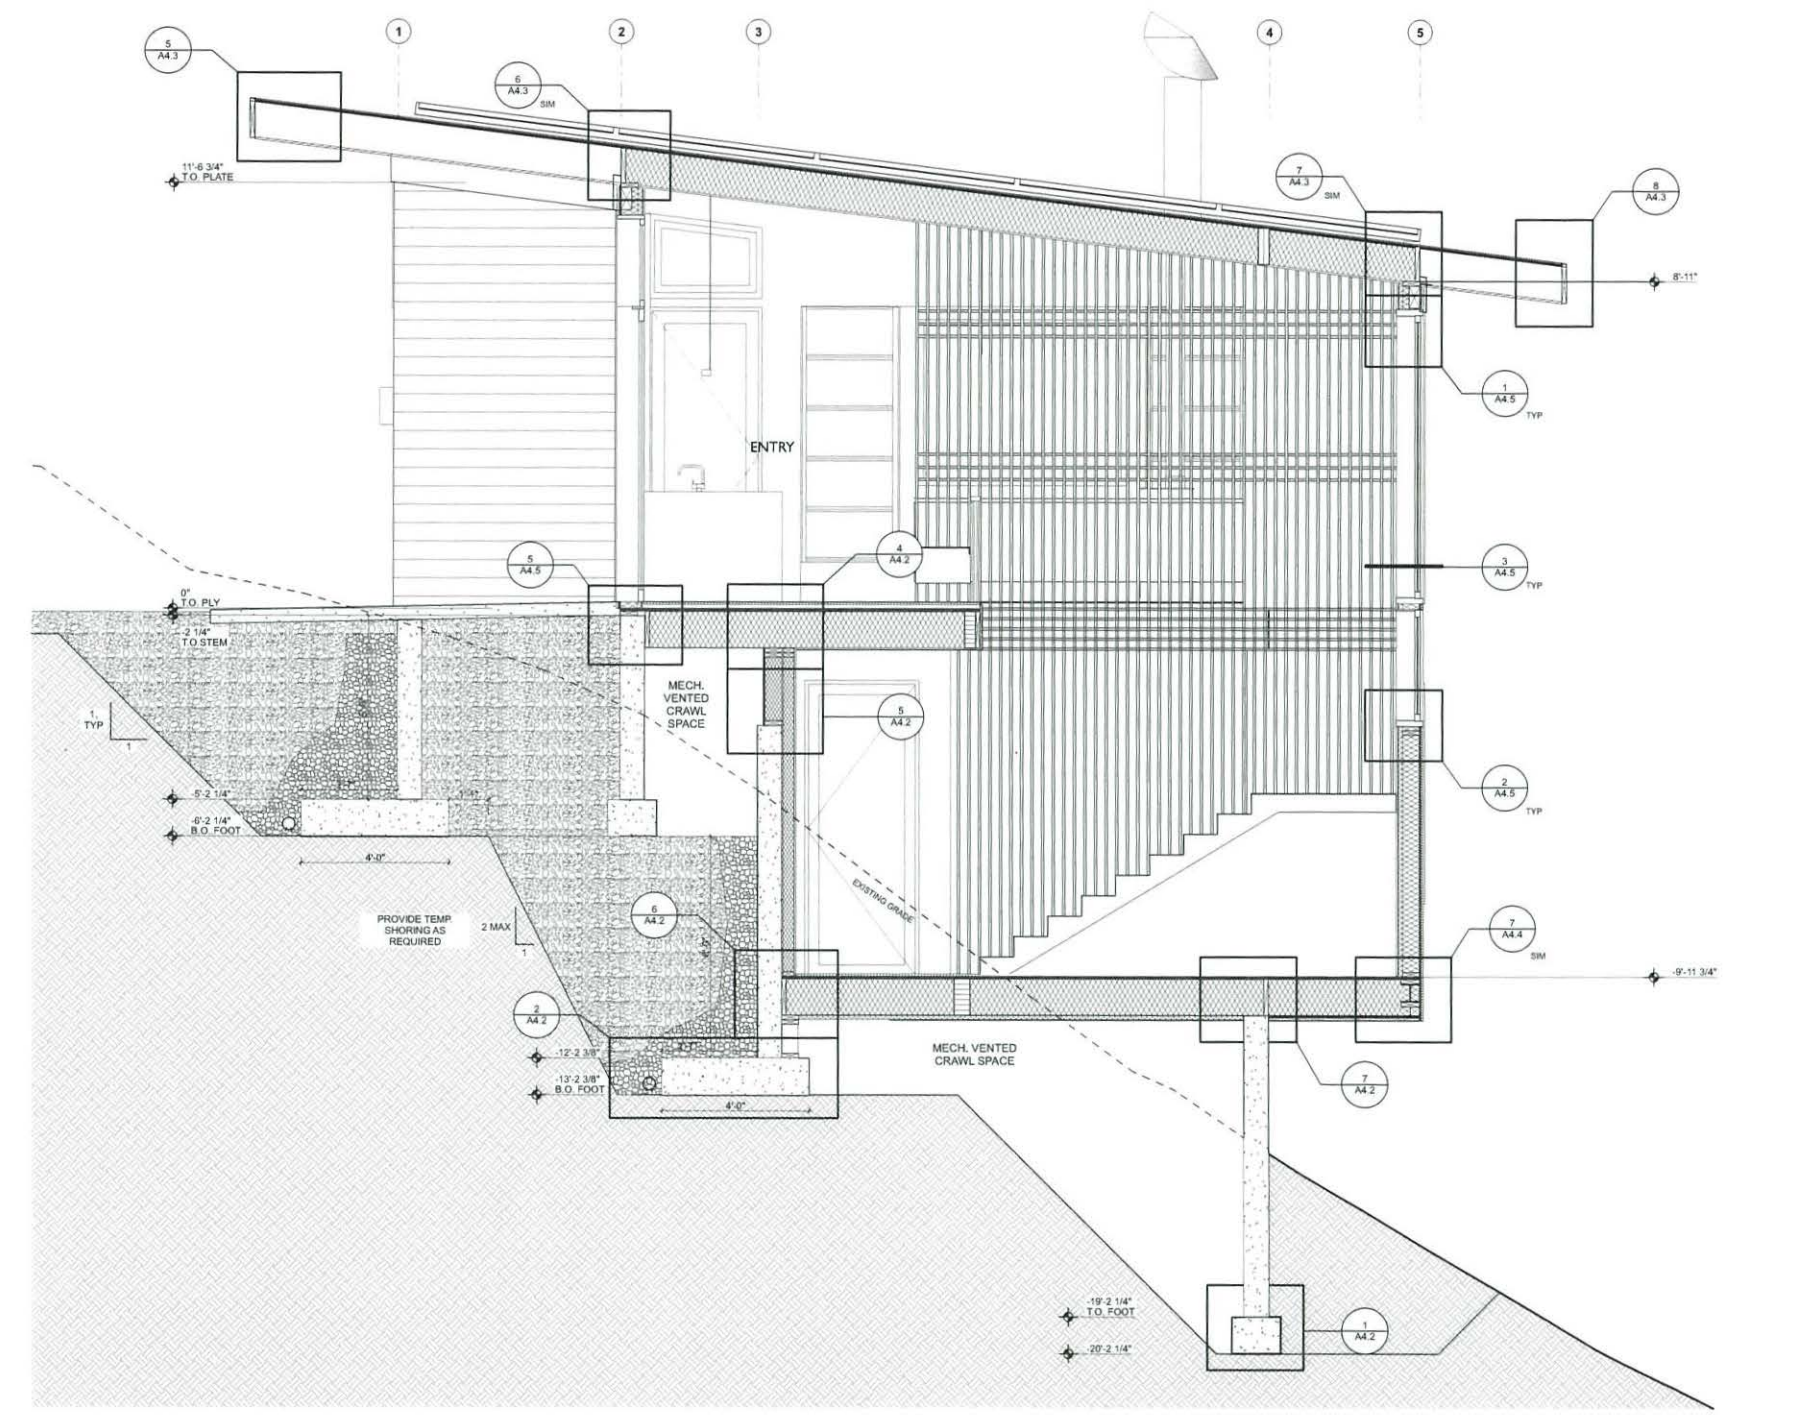 1
2
3
4
5
5
A4.3
6
A4.3
SIM
7
A4.3
SIM
8
A4.3
11'-6 3/4"
T.O. PLATE
8'-11"
1
A4.5
TYP
ENTRY
5
A4.5
4
A4.2
3
A4.5
TYP
0"
T.O. PLY
-2 1/4"
T.O STEM
MECH.
VENTED
CRAWL
SPACE
5
A4.2
1
TYP
1
2
A4.5
TYP
-5'-2 1/4"
-6'-2 1/4"
B.O. FOOT
4'-0"
EXISTING GRADE
PROVIDE TEMP.
SHORING AS
REQUIRED
2 MAX
1
6
A4.2
7
A4.4
SIM
-9'-11 3/4"
2
A4.2
MECH. VENTED
CRAWL SPACE
-12'-2 3/8"
-13'-2 3/8"
B.O. FOOT
4'-0"
7
A4.2
-19'-2 1/4"
T.O. FOOT
-20'-2 1/4"
1
A4.2